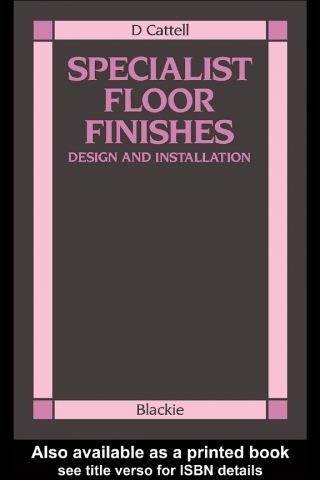 D Cattell
SPECIALIST
FLOOR
FINISHES
DESIGN AND INSTALLATION
Blackie
Also available as a printed book
see title verso for ISBN details